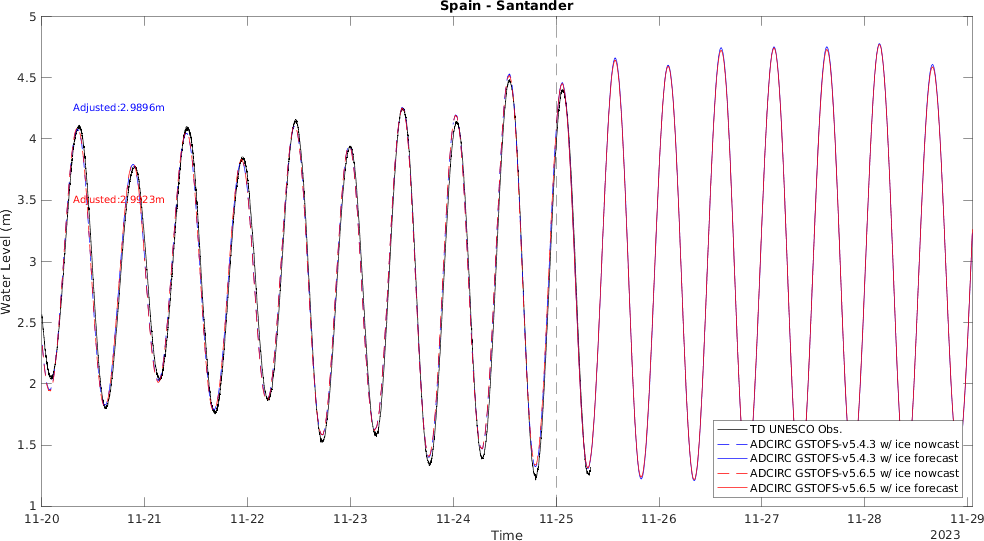 Spain - Santander
5
4.5
4
3.5
3
2.5
2
1.5
1
Water Level (m)
Adjusted:2.9896m
Adjusted:2.9923m
TD UNESCO Obs.
ADCIRC GSTOFS-v5.4.3 w/ ice nowcast
ADCIRC GSTOFS-v5.4.3 w/ ice forecast
ADCIRC GSTOFS-v5.6.5 w/ ice nowcast
ADCIRC GSTOFS-v5.6.5 w/ ice forecast
11-20 11-21 11-22 11-23 11-24 11-25 11-26 11-27 11-28 11-29
Time
2023